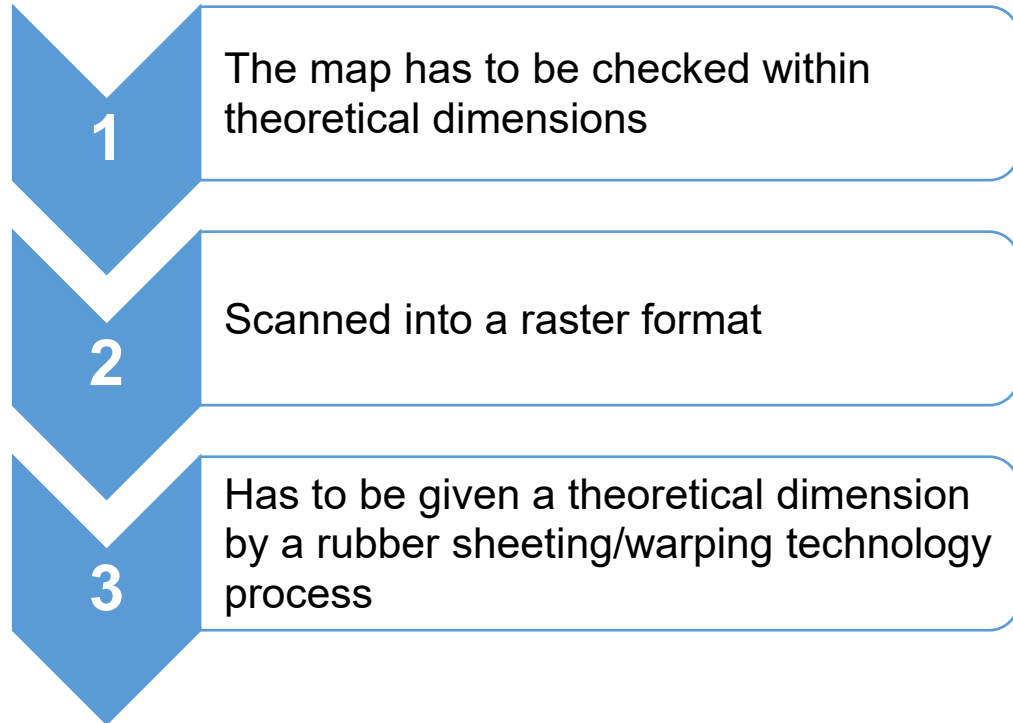 1
The map has to be checked within
theoretical dimensions
2
Scanned into a raster format
3
Has to be given a theoretical dimension
by a rubber sheeting/warping technology
process